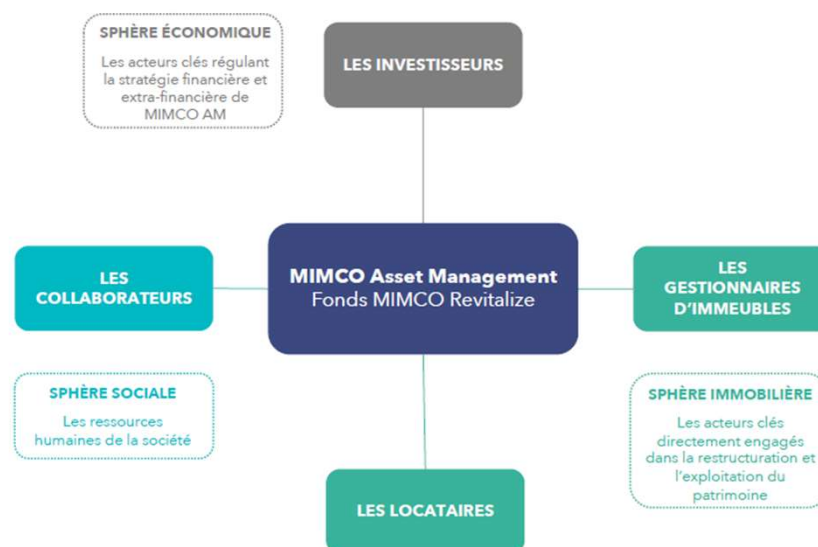 SPHÈRE ÉCONOMIQUE
Les acteurs clés régulant
la stratégie financière et
extra-financière de
MIMCO AM
LES INVESTISSEURS
LES
COLLABORATEURS
MIMCO Asset Management
Fonds MIMCO Revitalize
LES
GESTIONNAIRES
D'IMMEUBLES
SPHÈRE SOCIALE
Les ressources
humaines de la société
SPHÈRE IMMOBILIÈRE
Les acteurs clés
directement engagés
dans la restructuration et
l'exploitation du
patrimoine
LES LOCATAIRES